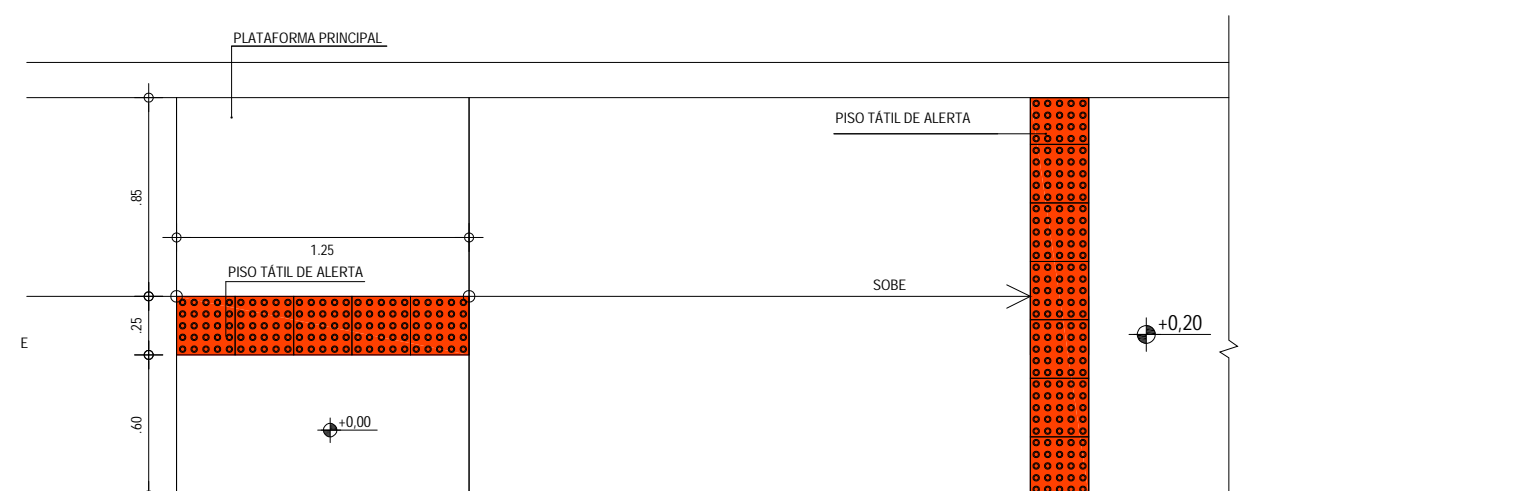 PLATAFORMA PRINCIPAL
PISO TÁTIL DE ALERTA
.85
1.25
PISO TÁTIL DE ALERTA
SOBE
.25
+0,20
E
.60
+0,00